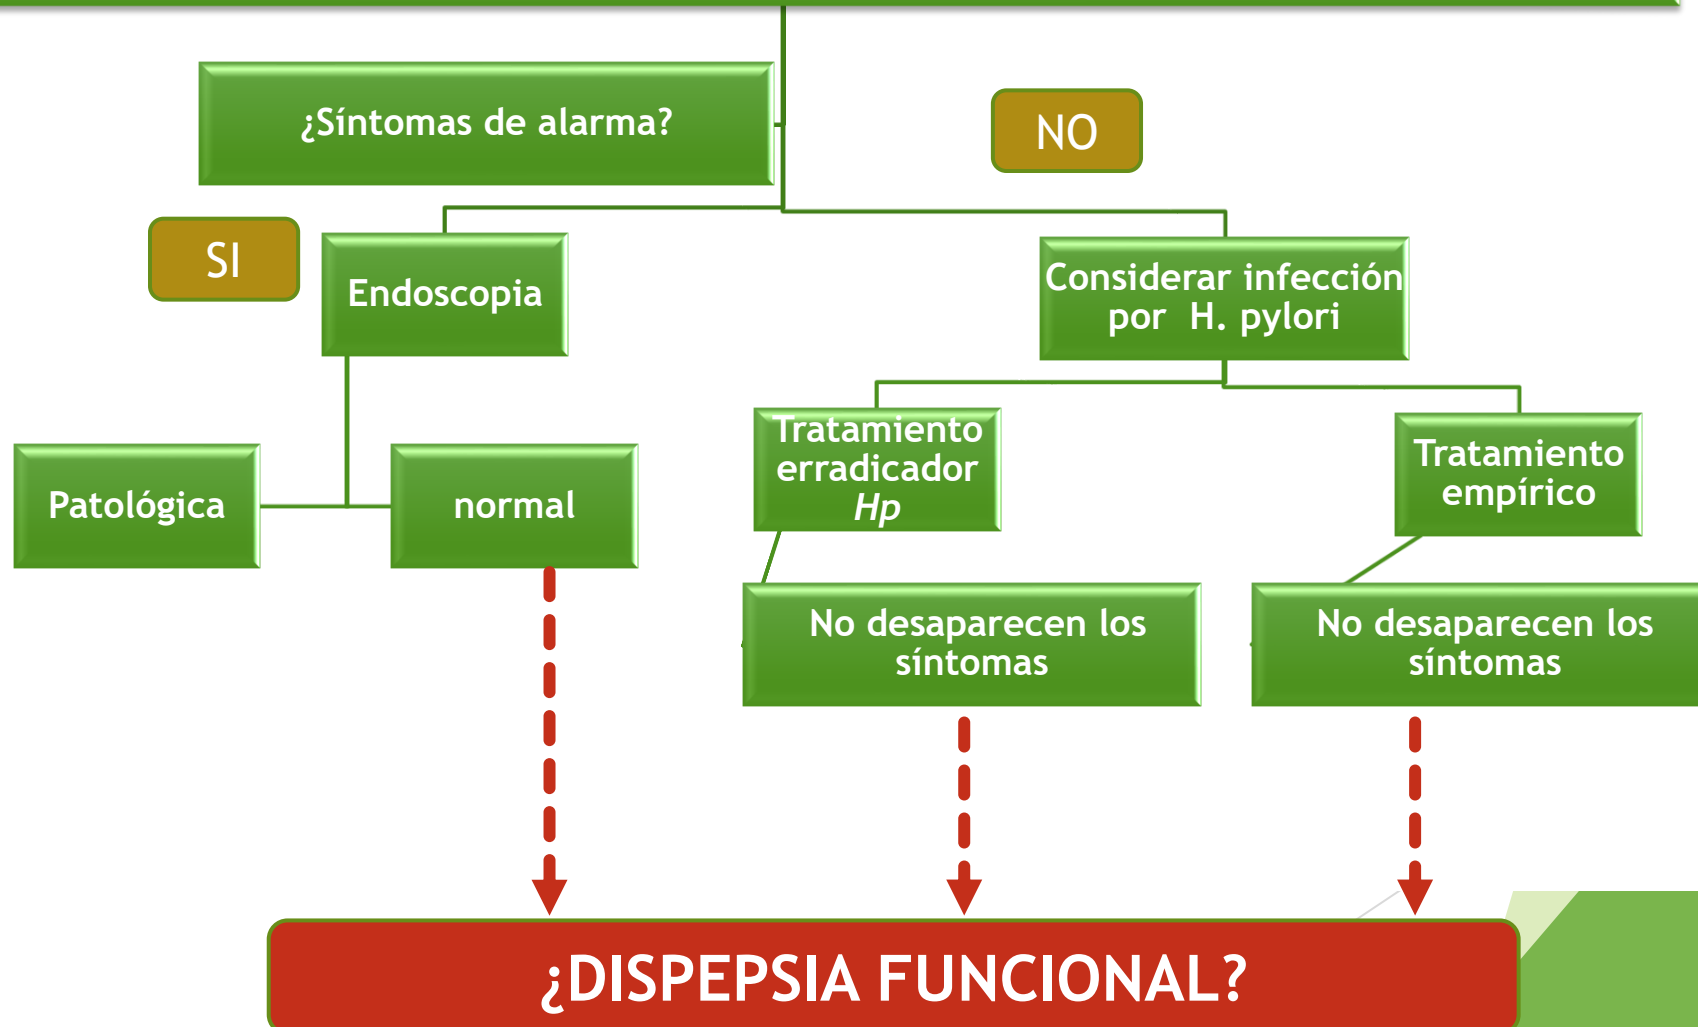 ¿Síntomas de alarma?
NO
SI
Endoscopia
Considerar infección
por H. pylori
Patológica
normal
Tratamiento
erradicador
Hp
Tratamiento
empírico
No desaparecen los
síntomas
No desaparecen los
síntomas
¿DISPEPSIA FUNCIONAL?